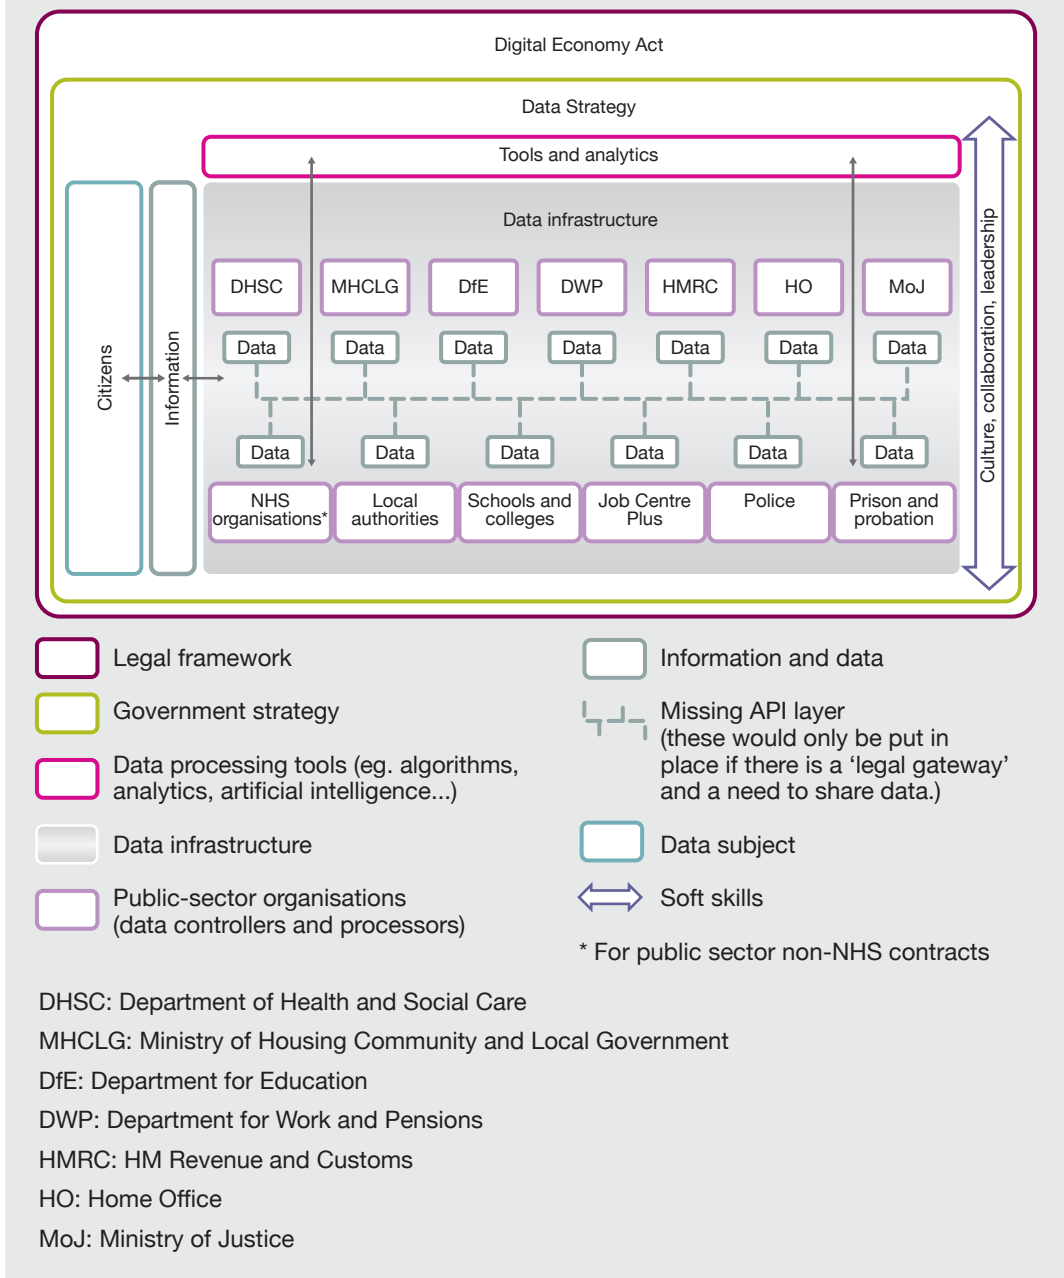 Digital Economy Act
Data Strategy
Tools and analytics
Data infrastructure
Citizens
Information
Culture, collaboration, leadership
DHSC
MHCLG
DfE
DWP
HMRC
HO
MoJ
Data
Data
Data
Data
Data
Data
Data
Data
Data
Data
Data
Data
Data
NHS
organisations*
Local
authorities
Schools and
colleges
Job Centre
Plus
Police
Prison and
probation
Legal framework
Government strategy
Data processing tools (eg. algorithms,
analytics, artificial intelligence...)
Data infrastructure
Public-sector organisations
(data controllers and processors)
Information and data
Missing API layer
(these would only be put in
place if there is a ‘legal gateway’
and a need to share data.)
Data subject
Soft skills
* For public sector non-NHS contracts
DHSC: Department of Health and Social Care
MHCLG: Ministry of Housing Community and Local Government
DfE: Department for Education
DWP: Department for Work and Pensions
HMRC: HM Revenue and Customs
HO: Home Office
MoJ: Ministry of Justice